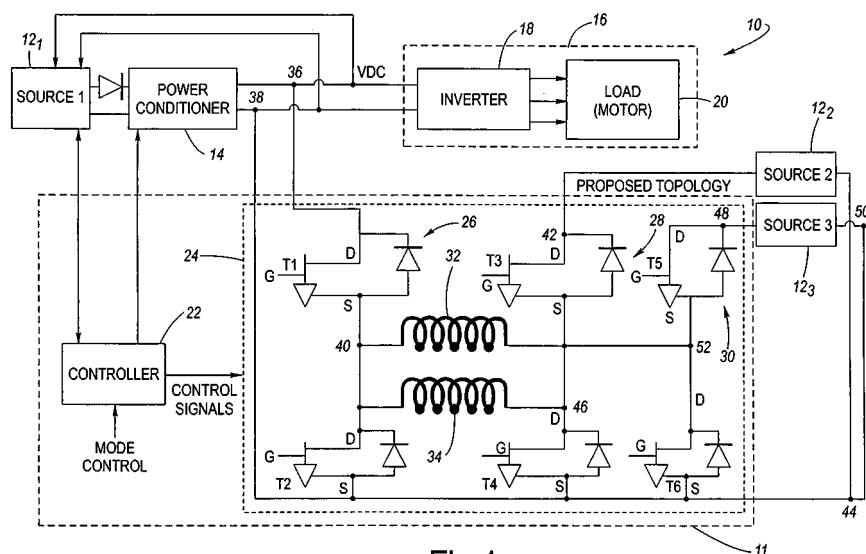 10
12₁
16
18
36
VDC
SOURCE 1
POWER
CONDITIONER
38
INVERTER
LOAD
(MOTOR)
20
14
12₂
SOURCE 2
PROPOSED TOPOLOGY
50
48
SOURCE 3
12₃
24
26
42
28
D
T1
G
S
32
D
T3
G
S
D
T5
G
S
30
22
CONTROLLER
CONTROL
SIGNALS
MODE
CONTROL
40
52
46
34
D
G
T2
S
D
G
T4
S
D
G
T6
S
44
11